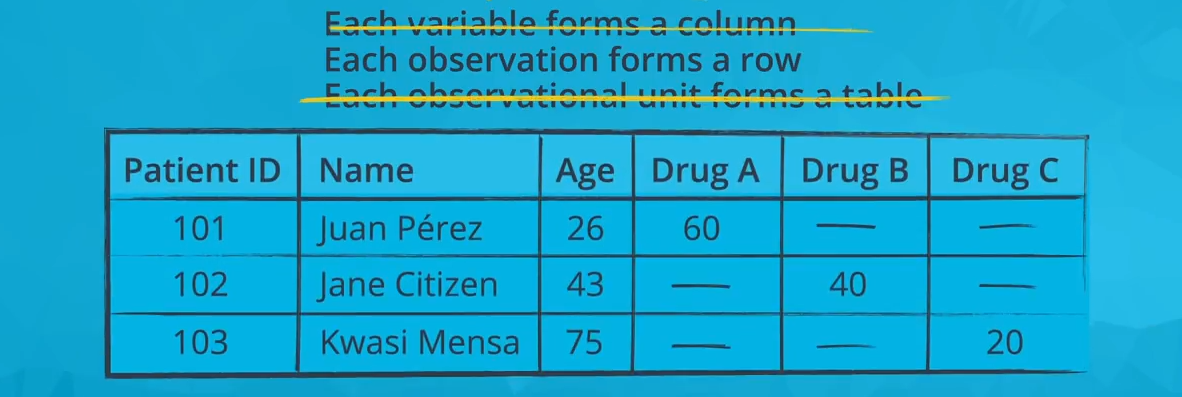 Each variable forms a column
Each observation forms a row
Each observational unit forms a table
Patient ID Name Age Drug A Drug B Drug C
101 Juan Pérez 26 60 — —
102 Jane Citizen 43 — 40 —
103 Kwasi Mensa 75 — — 20